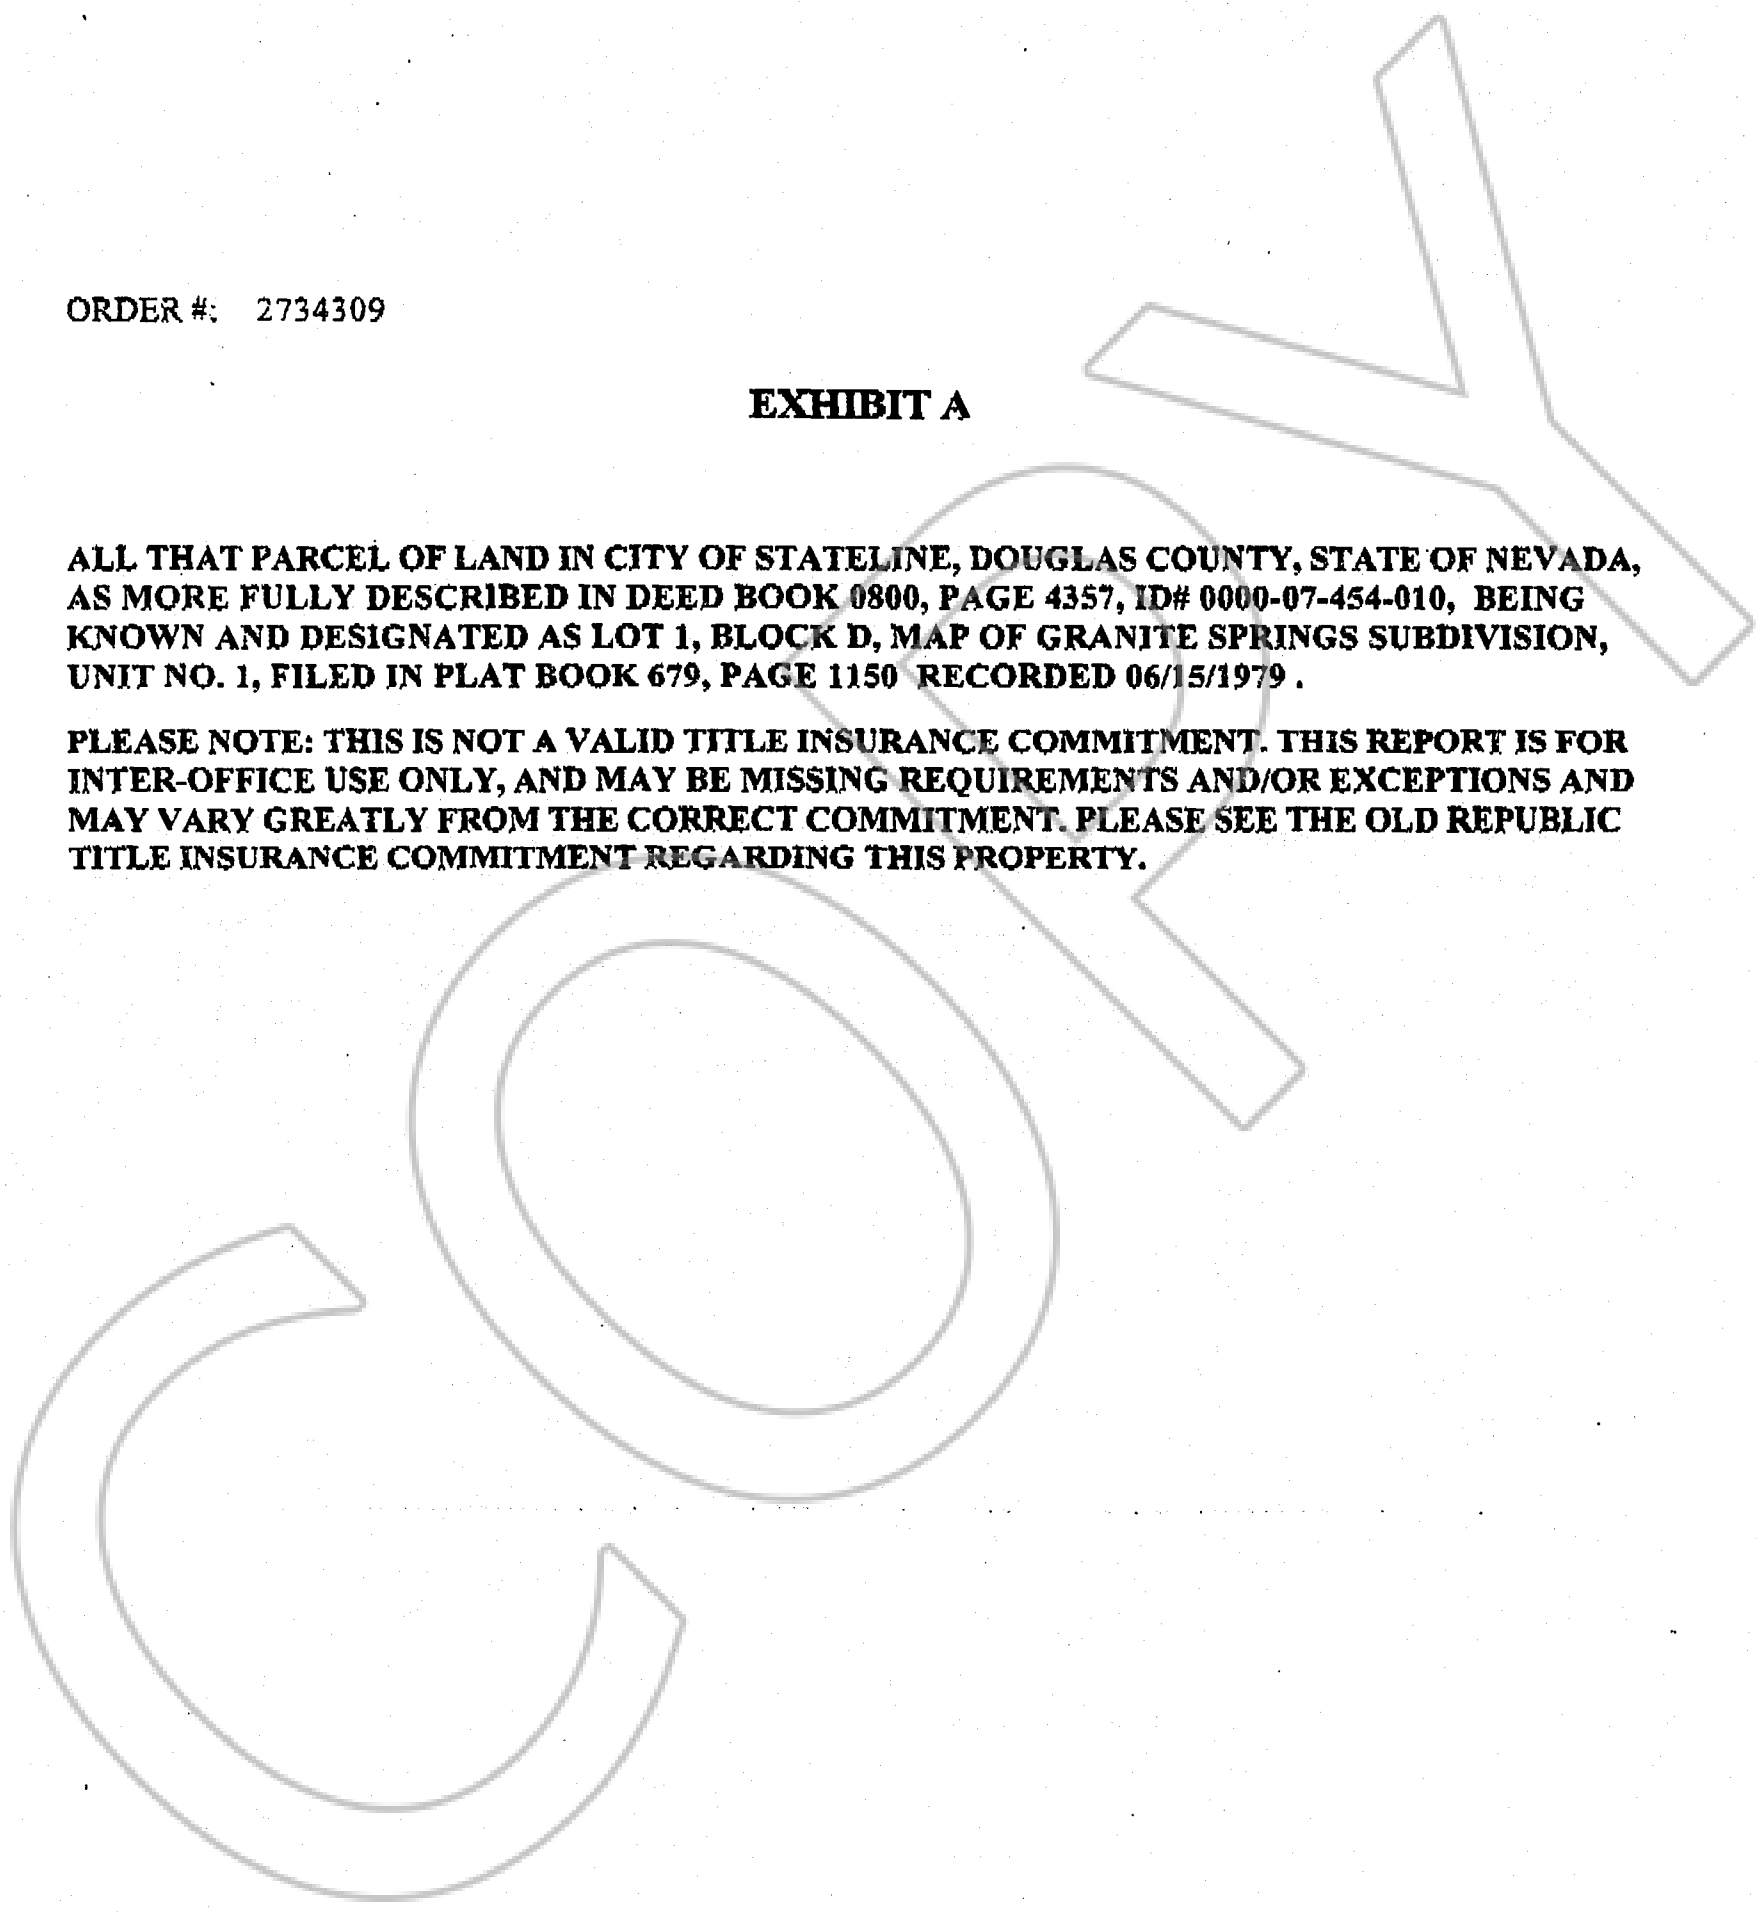 ORDER #: 2734309
EXHIBIT A
ALL THAT PARCEL OF LAND IN CITY OF STATELINE, DOUGLAS COUNTY, STATE OF NEVADA,
AS MORE FULLY DESCRIBED IN DEED BOOK 0800, PAGE 4357, ID# 0000-07-454-010, BEING
KNOWN AND DESIGNATED AS LOT 1, BLOCK D, MAP OF GRANITE SPRINGS SUBDIVISION,
UNIT NO. 1, FILED IN PLAT BOOK 679, PAGE 1150 RECORDED 06/15/1979 .
PLEASE NOTE: THIS IS NOT A VALID TITLE INSURANCE COMMITMENT. THIS REPORT IS FOR
INTER-OFFICE USE ONLY, AND MAY BE MISSING REQUIREMENTS AND/OR EXCEPTIONS AND
MAY VARY GREATLY FROM THE CORRECT COMMITMENT. PLEASE SEE THE OLD REPUBLIC
TITLE INSURANCE COMMITMENT REGARDING THIS PROPERTY.
COPY